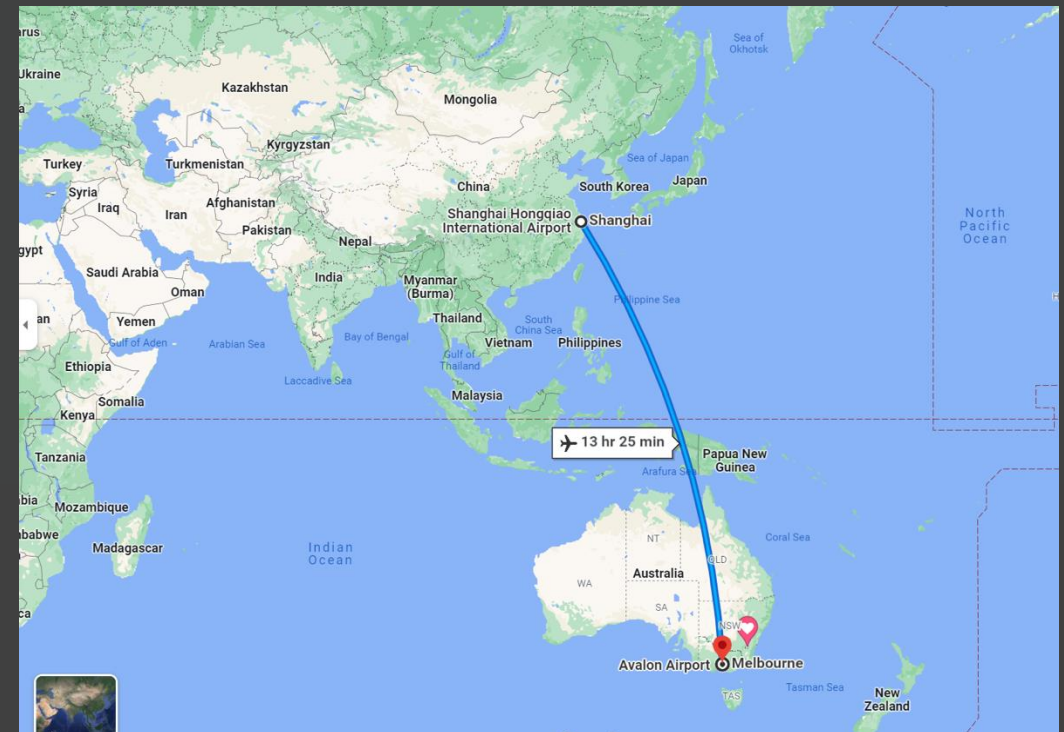 arus
Sea of
Okhotsk
Ukraine
Kazakhstan
Mongolia
Kyrgyzstan
Turkey
Turkmenistan
Sea of Japan
China
South Korea
Japan
Syria
Afghanistan
Iraq
Iran
Shanghai Hongqiao
International Airport
Shanghai
North
Pacific
Ocean
Pakistan
Nepal
gypt
Saudi Arabia
India
Myanmar
(Burma)
Oman
Philippine Sea
an
Yemen
Thailand
South
China Sea
Gulf of Aden
Arabian Sea
Bay of Bengal
Vietnam
Philippines
Gulf of
Thailand
Ethiopia
Laccadive Sea
Malaysia
Somalia
Kenya
13 hr 25 min
Papua New
Guinea
Tanzania
Arafura Sea
bia
Mozambique
nbabwe
Madagascar
Indian
Ocean
NT
Coral Sea
QLD
Australia
WA
SA
ca
NSW
Avalon Airport
Melbourne
Tasman Sea
TAS
New
Zealand